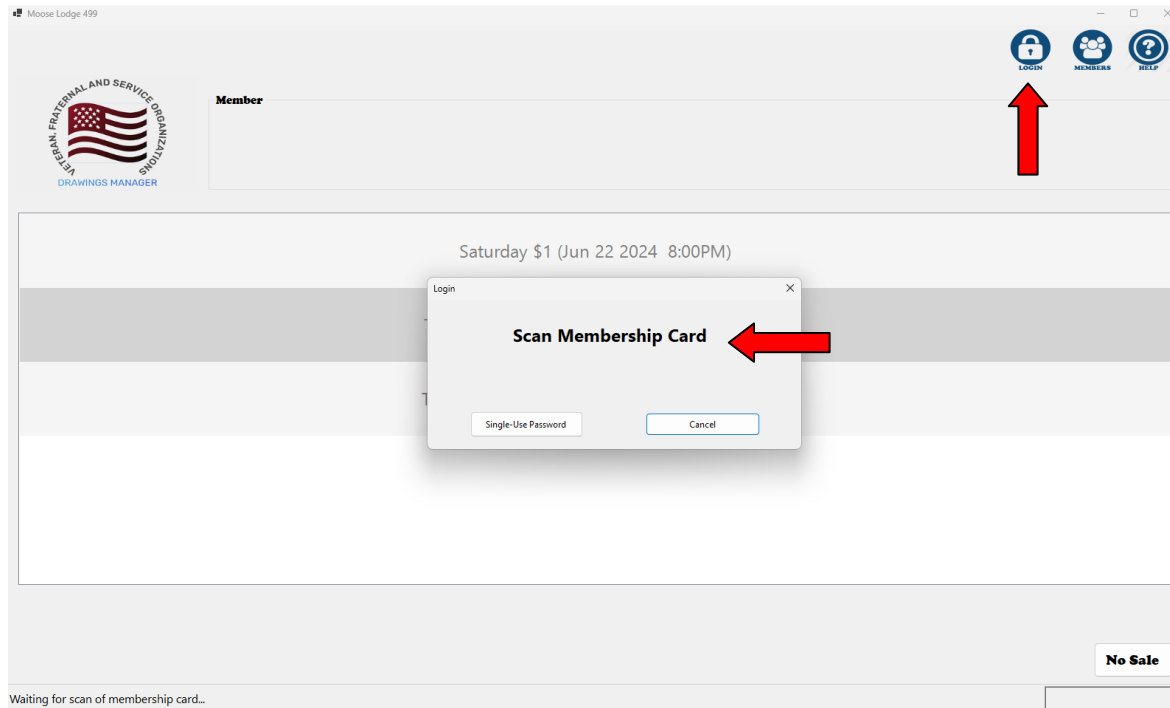 Moose Lodge 499
LOGIN
MEMBERS
HELP
VETERAN, FRATERNAL AND SERVICE ORGANIZATIONS
DRAWINGS MANAGER
Member
Saturday $1 (Jun 22 2024 8:00PM)
Login
Scan Membership Card
Single-Use Password
Cancel
No Sale
Waiting for scan of membership card...